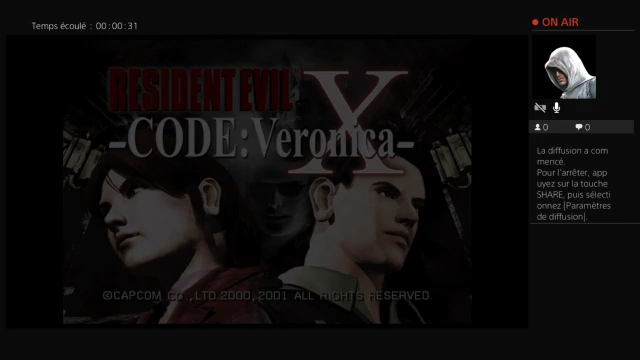 Temps écoulé : 00:00:31
ON AIR
RESIDENT EVIL X
-CODE:Veronica-
0 0
La diffusion a com
mencé.
Pour l'arrêter, app
uyez sur la touche
SHARE, puis sélecti
onnez [Paramètres
de diffusion].
©CAPCOM CO.,LTD.2000,2001 ALL RIGHTS RESERVED.